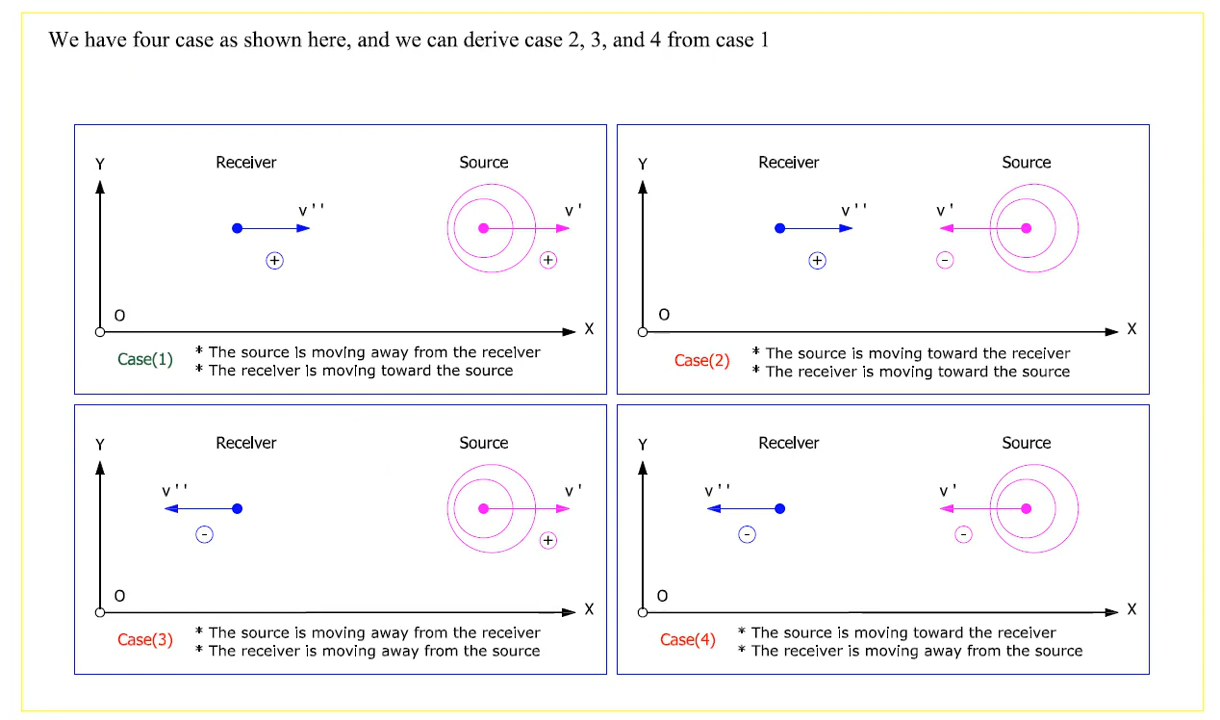 We have four case as shown here, and we can derive case 2, 3, and 4 from case 1
Y
Receiver
Source
v''
v'
+
+
O
X
Case(1)
* The source is moving away from the receiver
* The receiver is moving toward the source
Y
Receiver
Source
v''
v'
+
-
O
X
Case(2)
* The source is moving toward the receiver
* The receiver is moving toward the source
Y
Receiver
Source
v''
v'
-
+
O
X
Case(3)
* The source is moving away from the receiver
* The receiver is moving away from the source
Y
Receiver
Source
v''
v'
-
-
O
X
Case(4)
* The source is moving toward the receiver
* The receiver is moving away from the source